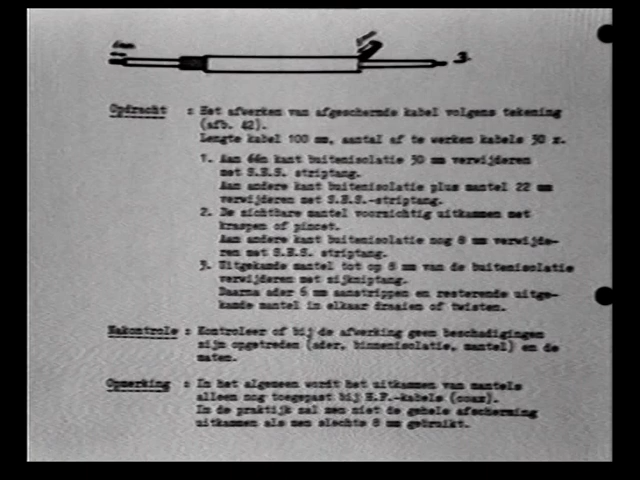 6mm
3.
Opdracht : Het afwerken van afgeschermde kabel volgens tekening
(afb. 42).
Lengte kabel 100 mm, aantal af te werken kabels 50 x.
1. Aan één kant buitenisolatie 50 mm verwijderen
met S.E.S. striptang.
Aan andere kant buitenisolatie plus mantel 22 mm
verwijderen met S.E.S.-striptang.
2. De zichtbare mantel voorzichtig uitkammen met
kraspen of pincet.
Aan andere kant buitenisolatie nog 8 mm verwijde-
ren met S.E.S. striptang.
3. Uitgekamde mantel tot op 8 mm van de buitenisolatie
verwijderen met zijkniptang.
Daarna ader 6 mm aanstrippen en resterende uitge-
kamde mantel in elkaar draaien of twisten.
Nakontrole : Kontroleer of bij de afwerking geen beschadigingen
zijn opgetreden (ader, binnenisolatie, mantel) en de
maten.
Opmerking : In het algemeen wordt het uitkammen van mantels
alleen nog toegepast bij H.F.-kabels (coax).
In de praktijk zal men niet de gehele afscherming
uitkammen als men slechts 8 mm gebruikt.